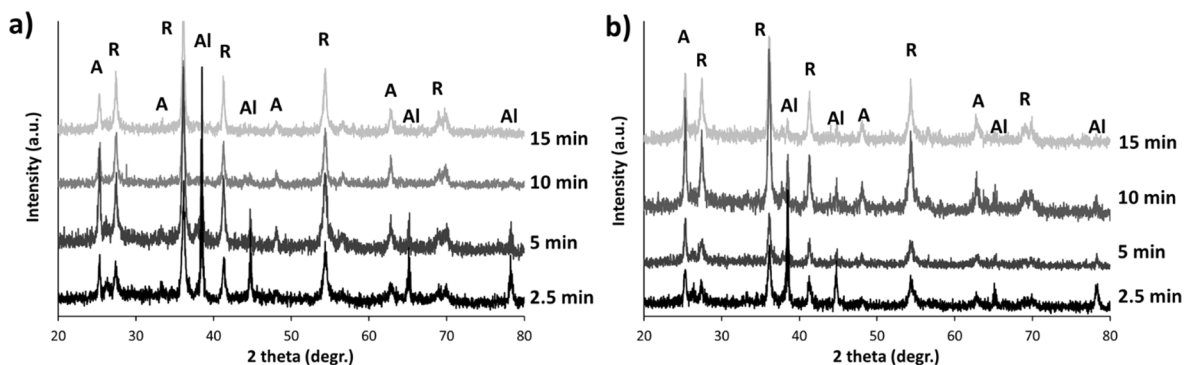 a)
R
Al
R
R
A
R
A
Al
A
A
Al
R
Al
15 min
10 min
5 min
2.5 min
Intensity (a.u.)
20 30 40 50 60 70 80
2 theta (degr.)
b)
A
R
R
Al
R
Al
A
R
A
Al
R
Al
15 min
10 min
5 min
2.5 min
Intensity (a.u.)
20 30 40 50 60 70 80
2 theta (degr.)